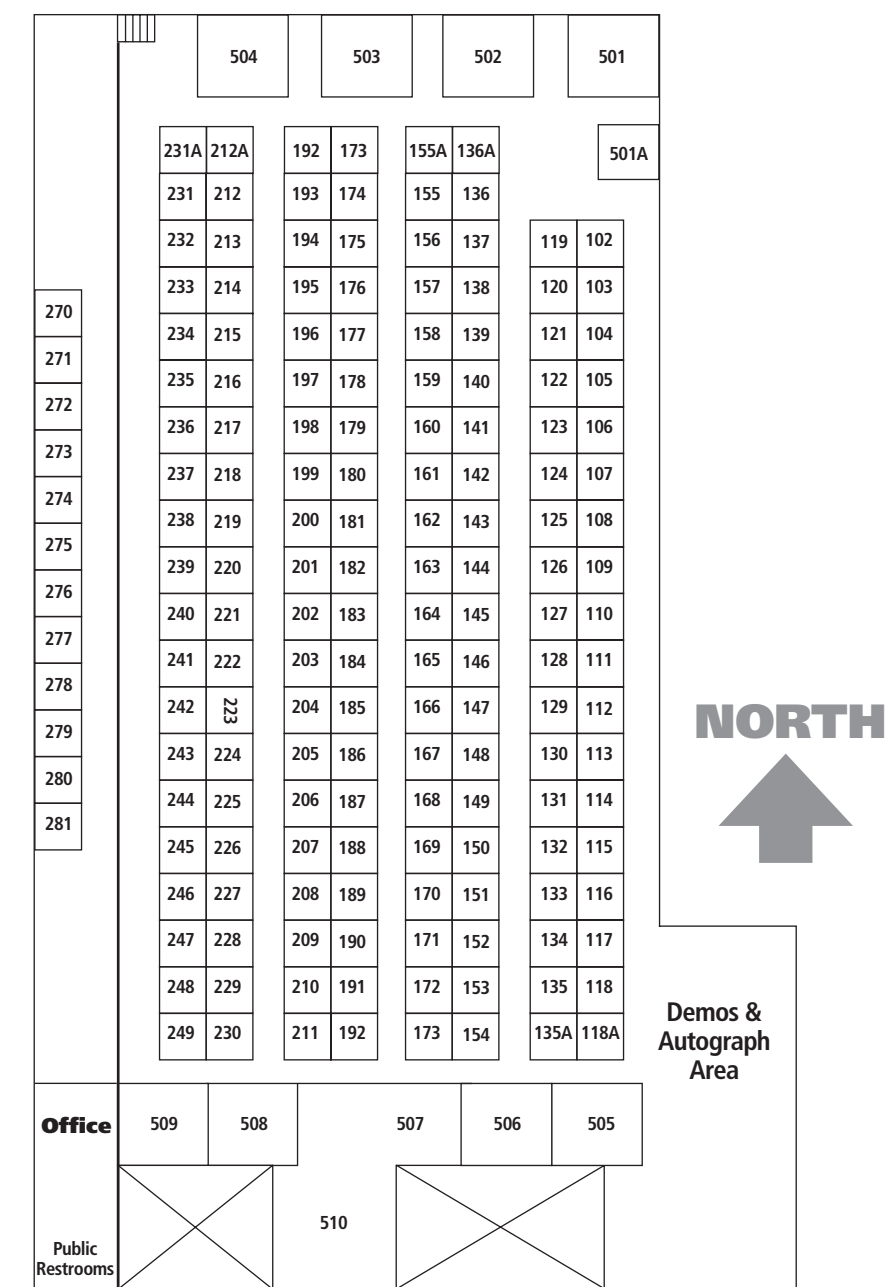 504 503 502 501
231A 212A 192 173 155A 136A 501A
231 212 193 174 155 136
232 213 194 175 156 137 119 102
233 214 195 176 157 138 120 103
270
234 215 196 177 158 139 121 104
271
235 216 197 178 159 140 122 105
272
236 217 198 179 160 141 123 106
273
237 218 199 180 161 142 124 107
274
238 219 200 181 162 143 125 108
275
239 220 201 182 163 144 126 109
276
240 221 202 183 164 145 127 110
277
241 222 203 184 165 146 128 111
278
242 223 204 185 166 147 129 112
NORTH
279
243 224 205 186 167 148 130 113
280
244 225 206 187 168 149 131 114
281
245 226 207 188 169 150 132 115
246 227 208 189 170 151 133 116
247 228 209 190 171 152 134 117
248 229 210 191 172 153 135 118
249 230 211 192 173 154 135A 118A
Demos &
Autograph
Area
Office 509 508 507 506 505
510
Public
Restrooms